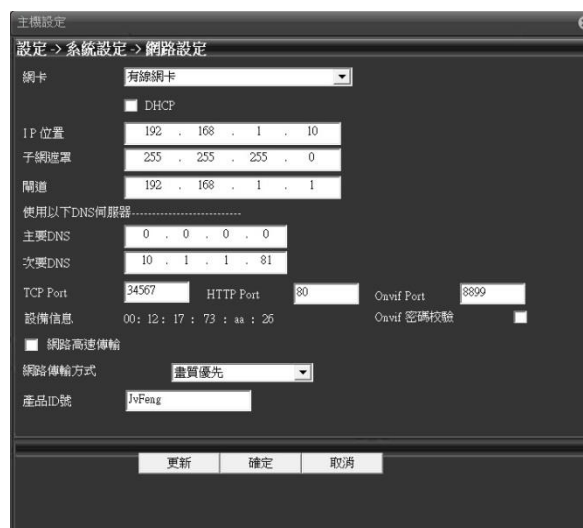 主機設定
設定 -> 系統設定 -> 網路設定
網卡 有線網卡
DHCP
IP 位置 192 . 168 . 1 . 10
子網遮罩 255 . 255 . 255 . 0
閘道 192 . 168 . 1 . 1
使用以下DNS伺服器---------------------------
主要DNS 0 . 0 . 0 . 0
次要DNS 10 . 1 . 1 . 81
TCP Port 34567 HTTP Port 80 Onvif Port 8899
設備信息 00: 12: 17 : 73 : aa : 26 Onvif 密碼校驗
網路高速傳輸
網路傳輸方式 畫質優先
產品ID號 JvFeng
更新 確定 取消